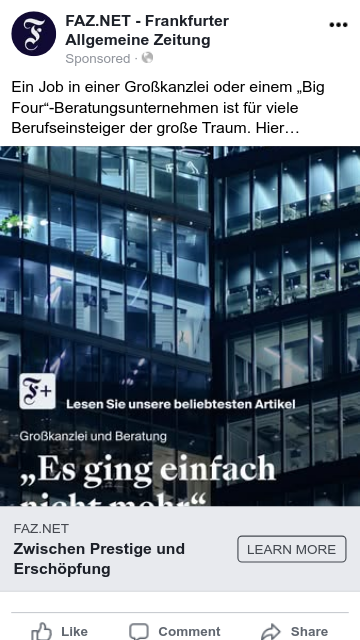 FAZ.NET - Frankfurter
Allgemeine Zeitung
Sponsored ·
Ein Job in einer Großkanzlei oder einem „Big
Four“-Beratungsunternehmen ist für viele
Berufseinsteiger der große Traum. Hier…
F+
Lesen Sie unsere beliebtesten Artikel
Großkanzlei und Beratung
„Es ging einfach
nicht mehr“
FAZ.NET
Zwischen Prestige und
Erschöpfung
LEARN MORE
Like
Comment
Share